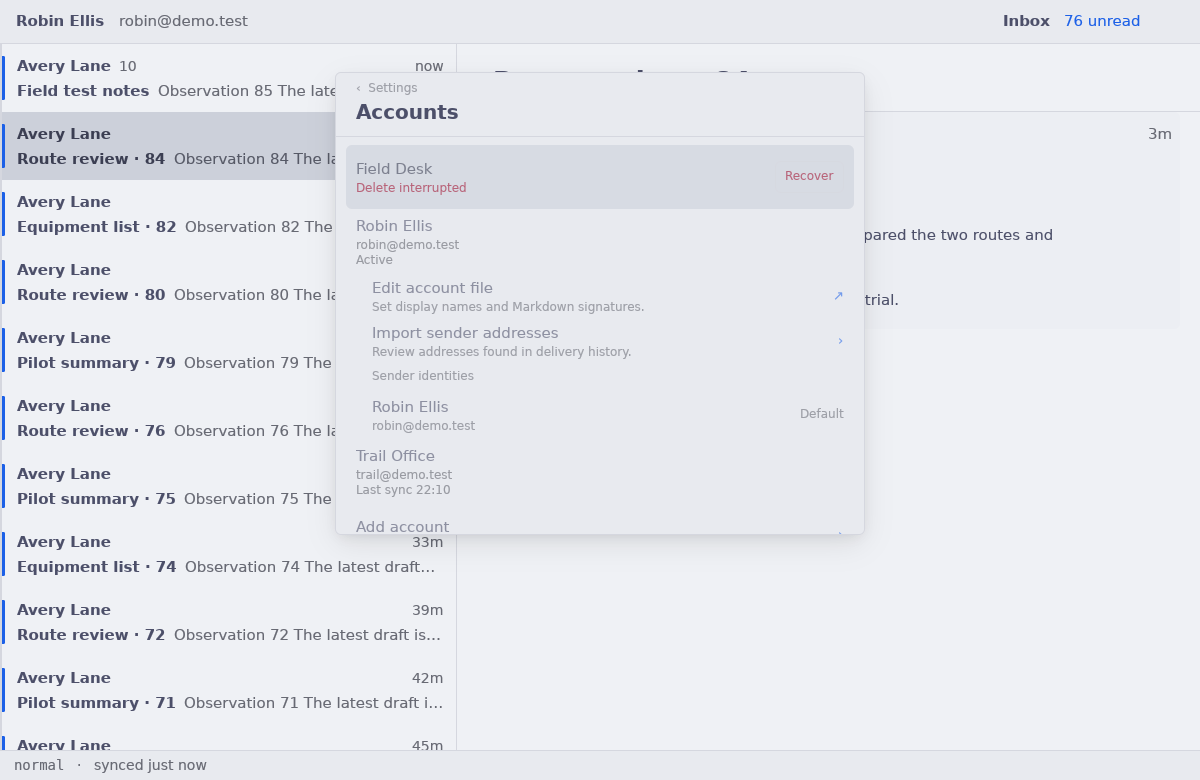 Robin Ellis robin@demo.test
Inbox 76 unread
Avery Lane 10 now
Field test notes Observation 85 The late
Avery Lane
Route review · 84 Observation 84 The la
Avery Lane
Equipment list · 82 Observation 82 The
Avery Lane
Route review · 80 Observation 80 The la
Avery Lane
Pilot summary · 79 Observation 79 The
Avery Lane
Route review · 76 Observation 76 The la
Avery Lane
Pilot summary · 75 Observation 75 The
Avery Lane 33m
Equipment list · 74 Observation 74 The latest draft…
Avery Lane 39m
Route review · 72 Observation 72 The latest draft is…
Avery Lane 42m
Pilot summary · 71 Observation 71 The latest draft i…
Avery Lane 45m
‹ Settings
Accounts
Field Desk
Delete interrupted
Recover
Robin Ellis
robin@demo.test
Active
Edit account file
Set display names and Markdown signatures. ↗
Import sender addresses
Review addresses found in delivery history. ›
Sender identities
Robin Ellis
robin@demo.test
Default
Trail Office
trail@demo.test
Last sync 22:10
Add account
3m
pared the two routes and
trial.
normal · synced just now